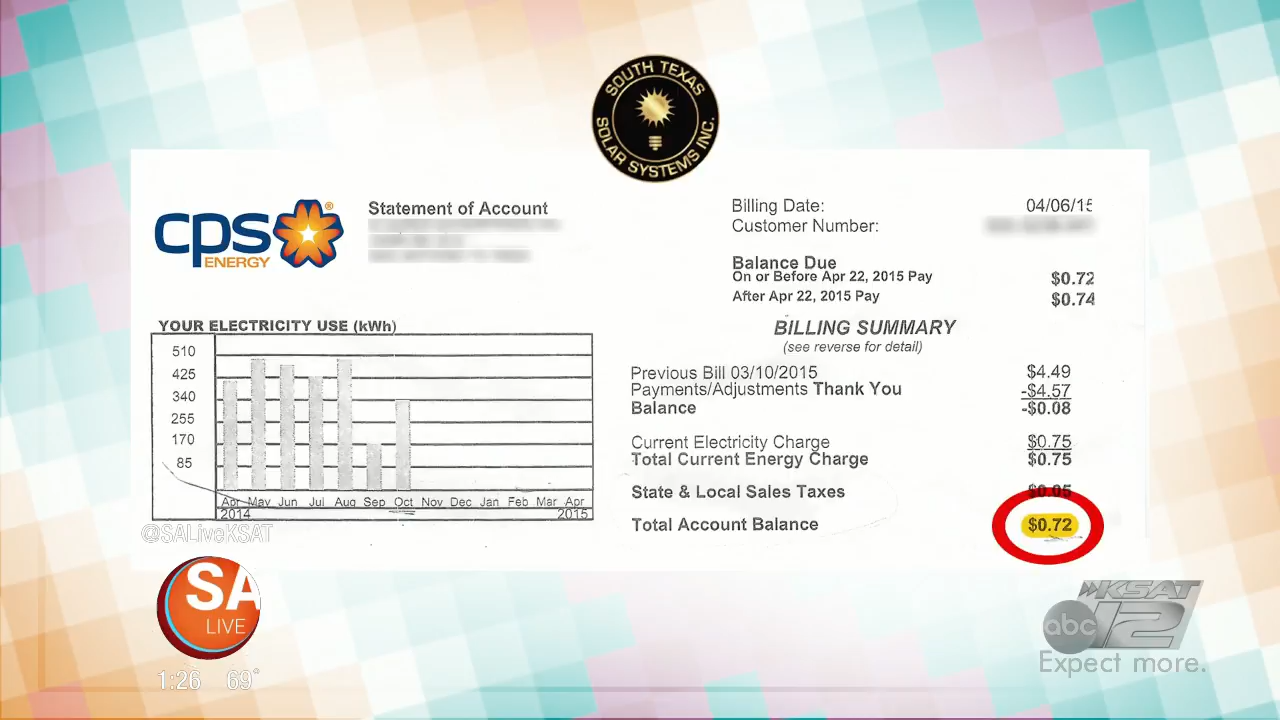 SOUTH TEXAS
SOLAR SYSTEMS INC.
cps
ENERGY
®
Statement of Account
Billing Date: 04/06/15
Customer Number:
Balance Due
On or Before Apr 22, 2015 Pay $0.72
After Apr 22, 2015 Pay $0.74
YOUR ELECTRICITY USE (kWh)
510
425
340
255
170
85
Apr May Jun Jul Aug Sep Oct Nov Dec Jan Feb Mar Apr
2014 2015
BILLING SUMMARY
(see reverse for detail)
Previous Bill 03/10/2015 $4.49
Payments/Adjustments Thank You -$4.57
Balance -$0.08
Current Electricity Charge $0.75
Total Current Energy Charge $0.75
State & Local Sales Taxes $0.05
Total Account Balance $0.72
@SALiveKSAT
SA
LIVE
1:26 69°
KSAT
abc 12
Expect more.